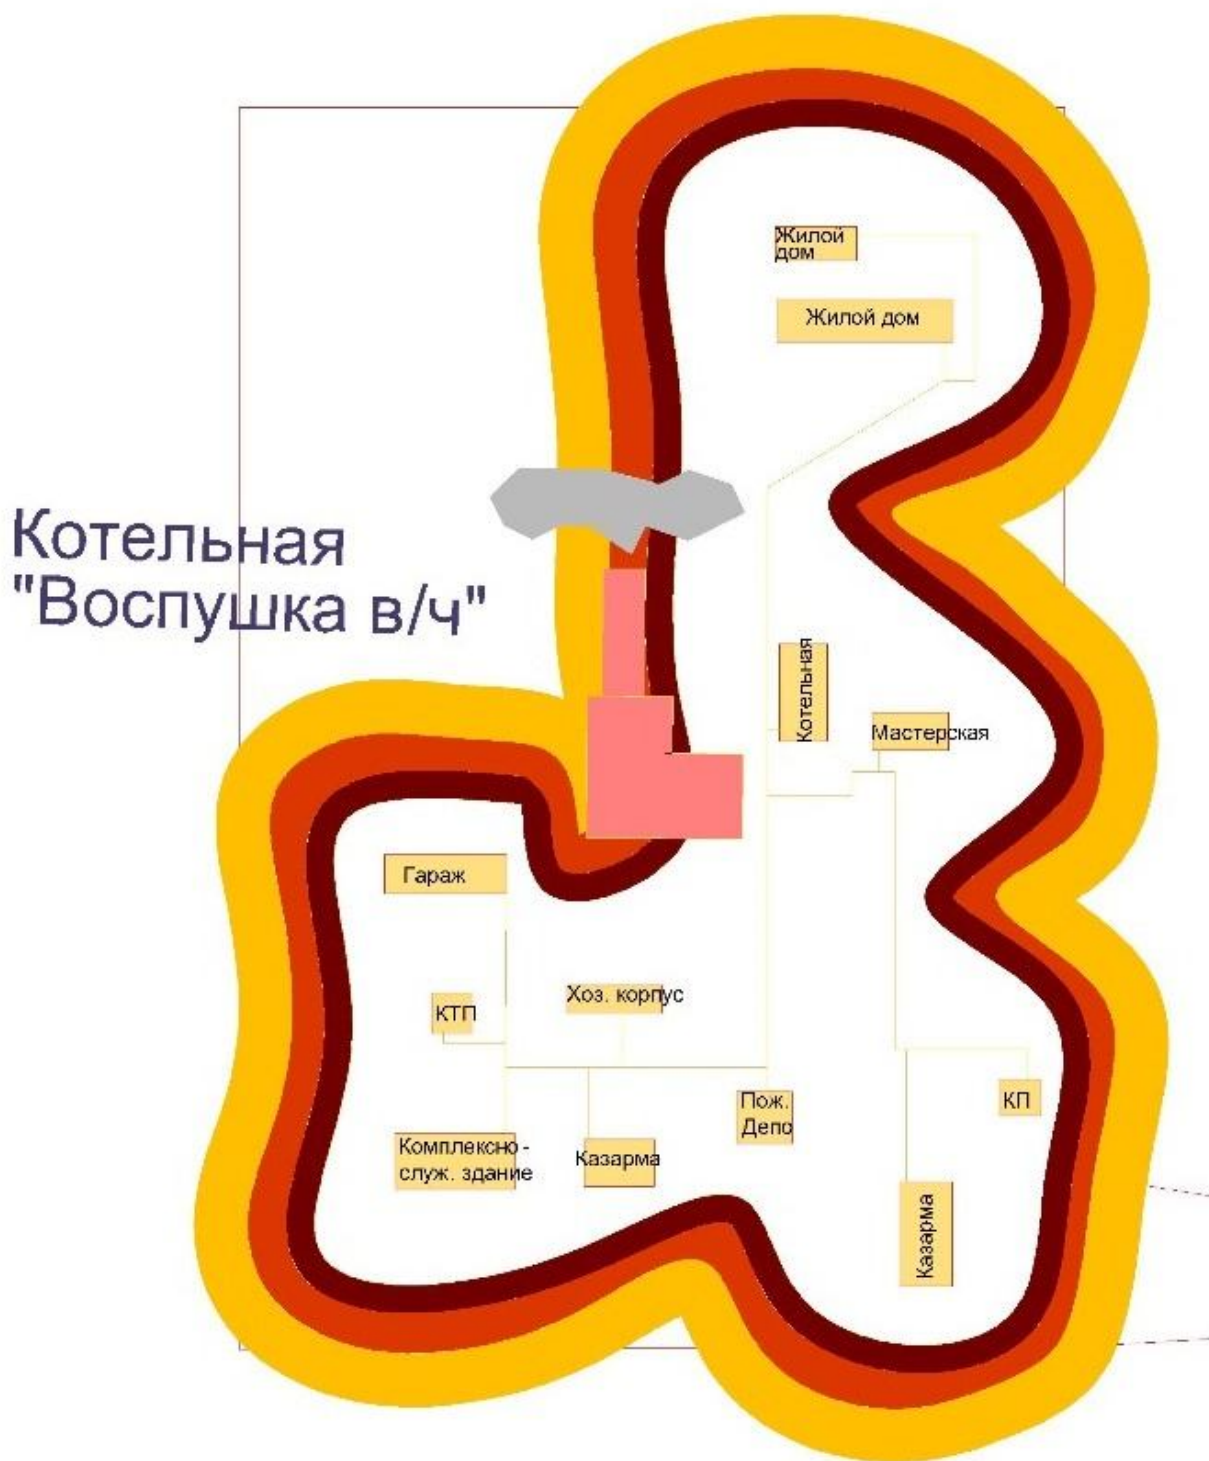 Жилой
дом
Жилой дом
Котельная
"Воспушка в/ч"
Котельная
Мастерская
Гараж
Хоз. корпус
КТП
Пож.
Депо
КП
Комплексно-
служ. здание
Казарма
Казарма